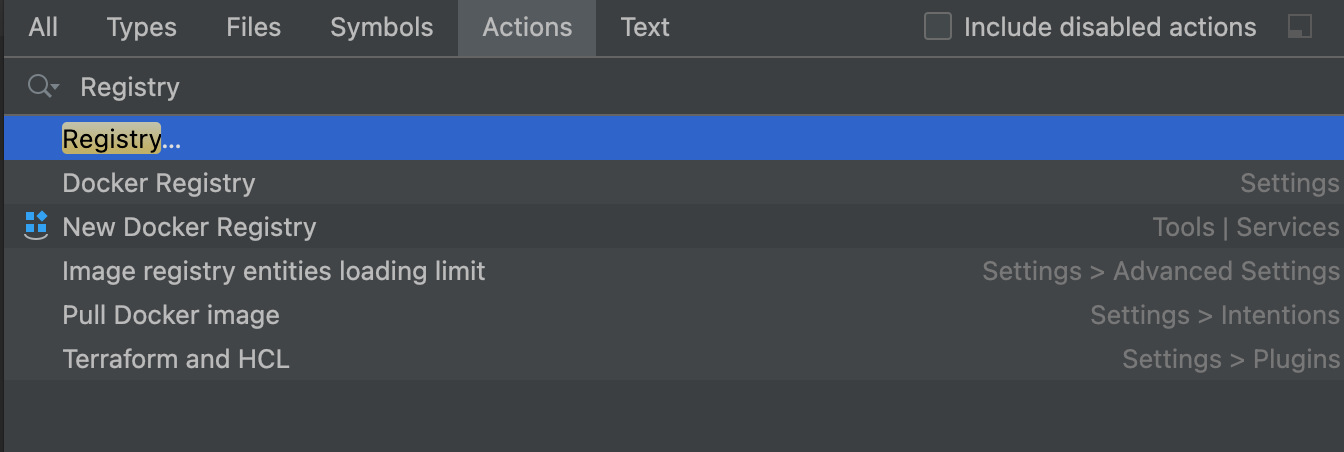 All Types Files Symbols Actions Text Include disabled actions
Registry
Registry...
Docker Registry Settings
New Docker Registry Tools | Services
Image registry entities loading limit Settings > Advanced Settings
Pull Docker image Settings > Intentions
Terraform and HCL Settings > Plugins